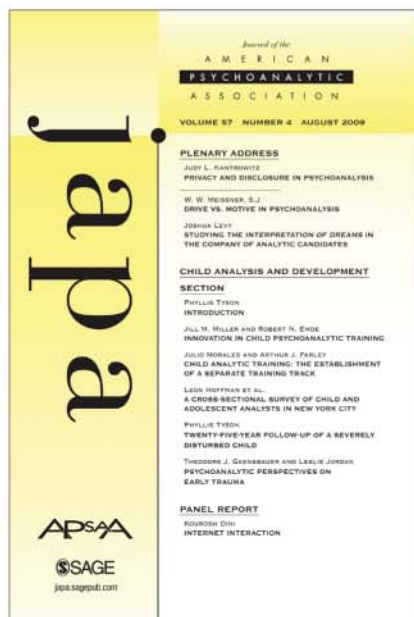 Journal of the
AMERICAN
PSYCHOANALYTIC
ASSOCIATION
VOLUME 57 NUMBER 4 AUGUST 2009
japa
PLENARY ADDRESS
JUDY L. KANTROWITZ
PRIVACY AND DISCLOSURE IN PSYCHOANALYSIS
W. W. MEISSNER, S.J
DRIVE VS. MOTIVE IN PSYCHOANALYSIS
JOSHUA LEVY
STUDYING THE INTERPRETATION OF DREAMS IN
THE COMPANY OF ANALYTIC CANDIDATES
CHILD ANALYSIS AND DEVELOPMENT
SECTION
PHYLLIS TYSON
INTRODUCTION
JILL M. MILLER AND ROBERT N. EMDE
INNOVATION IN CHILD PSYCHOANALYTIC TRAINING
JULIO MORALES AND ARTHUR J. FARLEY
CHILD ANALYTIC TRAINING: THE ESTABLISHMENT
OF A SEPARATE TRAINING TRACK
LEON HOFFMAN ET AL.
A CROSS-SECTIONAL SURVEY OF CHILD AND
ADOLESCENT ANALYSTS IN NEW YORK CITY
PHYLLIS TYSON
TWENTY-FIVE-YEAR FOLLOW-UP OF A SEVERELY
DISTURBED CHILD
THEODORE J. GAENSBAUER AND LESLIE JORDAN
PSYCHOANALYTIC PERSPECTIVES ON
EARLY TRAUMA
PANEL REPORT
KOUROSH DINI
INTERNET INTERACTION
APsaA
SAGE
japa.sagepub.com